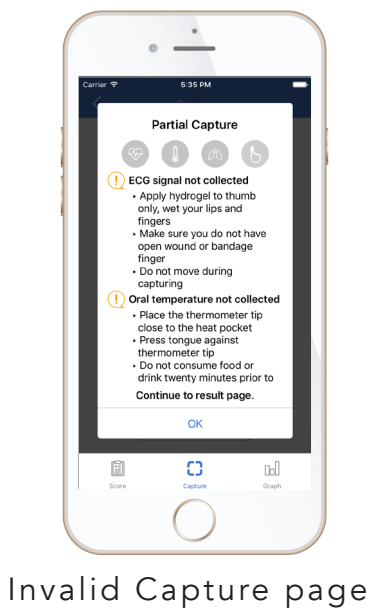 Carrier 5:35 PM
Partial Capture
! ECG signal not collected
‣ Apply hydrogel to thumb
only, wet your lips and
fingers
‣ Make sure you do not have
open wound or bandage
finger
‣ Do not move during
capturing
! Oral temperature not collected
‣ Place the thermometer tip
close to the heat pocket
‣ Press tongue against
thermometer tip
‣ Do not consume food or
drink twenty minutes prior to
Continue to result page.
OK
Score Capture Graph
Invalid Capture page